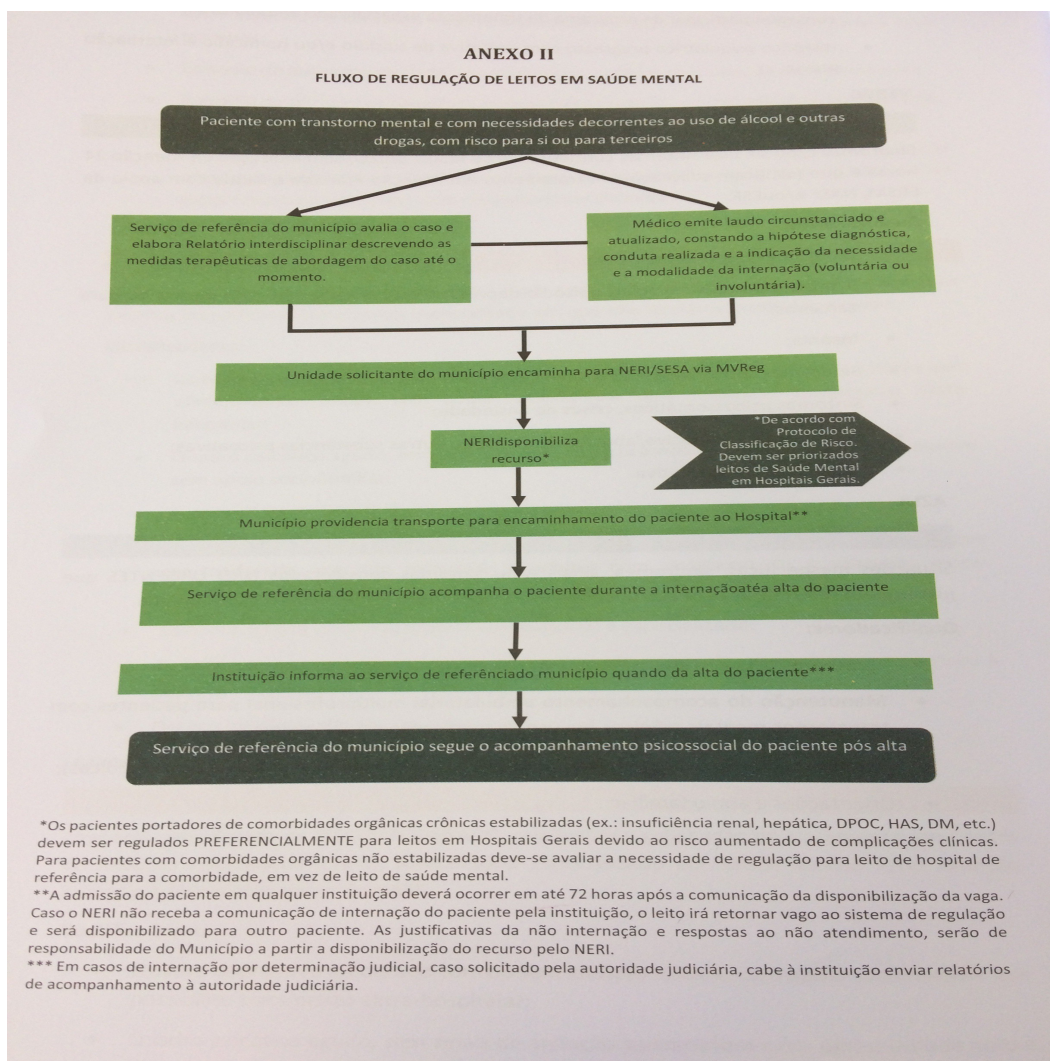 ANEXO II
FLUXO DE REGULAÇÃO DE LEITOS EM SAÚDE MENTAL
Paciente com transtorno mental e com necessidades decorrentes ao uso de álcool e outras
drogas, com risco para si ou para terceiros
Serviço de referência do município avalia o caso e
elabora Relatório interdisciplinar descrevendo as
medidas terapêuticas de abordagem do caso até o
momento.
Médico emite laudo circunstanciado e
atualizado, constando a hipótese diagnóstica,
conduta realizada e a indicação da necessidade
e a modalidade da internação (voluntária ou
involuntária).
Unidade solicitante do município encaminha para NERI/SESA via MVReg
NERIdisponibiliza
recurso*
*De acordo com
Protocolo de
Classificação de Risco.
Devem ser priorizados
leitos de Saúde Mental
em Hospitais Gerais.
Município providencia transporte para encaminhamento do paciente ao Hospital**
Serviço de referência do município acompanha o paciente durante a internaçãoatéa alta do paciente
Instituição informa ao serviço de referênciado município quando da alta do paciente***
Serviço de referência do município segue o acompanhamento psicossocial do paciente pós alta
*Os pacientes portadores de comorbidades orgânicas crônicas estabilizadas (ex.: insuficiência renal, hepática, DPOC, HAS, DM, etc.)
devem ser regulados PREFERENCIALMENTE para leitos em Hospitais Gerais devido ao risco aumentado de complicações clínicas.
Para pacientes com comorbidades orgânicas não estabilizadas deve-se avaliar a necessidade de regulação para leito de hospital de
referência para a comorbidade, em vez de leito de saúde mental.
**A admissão do paciente em qualquer instituição deverá ocorrer em até 72 horas após a comunicação da disponibilização da vaga.
Caso o NERI não receba a comunicação de internação do paciente pela instituição, o leito irá retornar vago ao sistema de regulação
e será disponibilizado para outro paciente. As justificativas da não internação e respostas ao não atendimento, serão de
responsabilidade do Município a partir a disponibilização do recurso pelo NERI.
*** Em casos de internação por determinação judicial, caso solicitado pela autoridade judiciária, cabe à instituição enviar relatórios
de acompanhamento à autoridade judiciária.